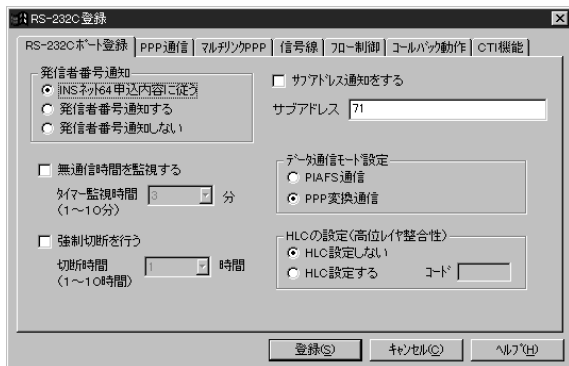 RS-232C登録
RS-232Cポート登録 PPP通信 マルチリンクPPP 信号線 フロー制御 コールバック動作 CTI機能
発信者番号通知
INSネット64申込内容に従う
発信者番号通知する
発信者番号通知しない
サブアドレス通知をする
サブアドレス 71
無通信時間を監視する
タイマー監視時間 3 分
(1~10分)
強制切断を行う
切断時間 1 時間
(1~10時間)
データ通信モード設定
PIAFS通信
PPP変換通信
HLCの設定(高位レイヤ整合性)
HLC設定しない
HLC設定する コード
登録(S) キャンセル(C) ヘルプ(H)